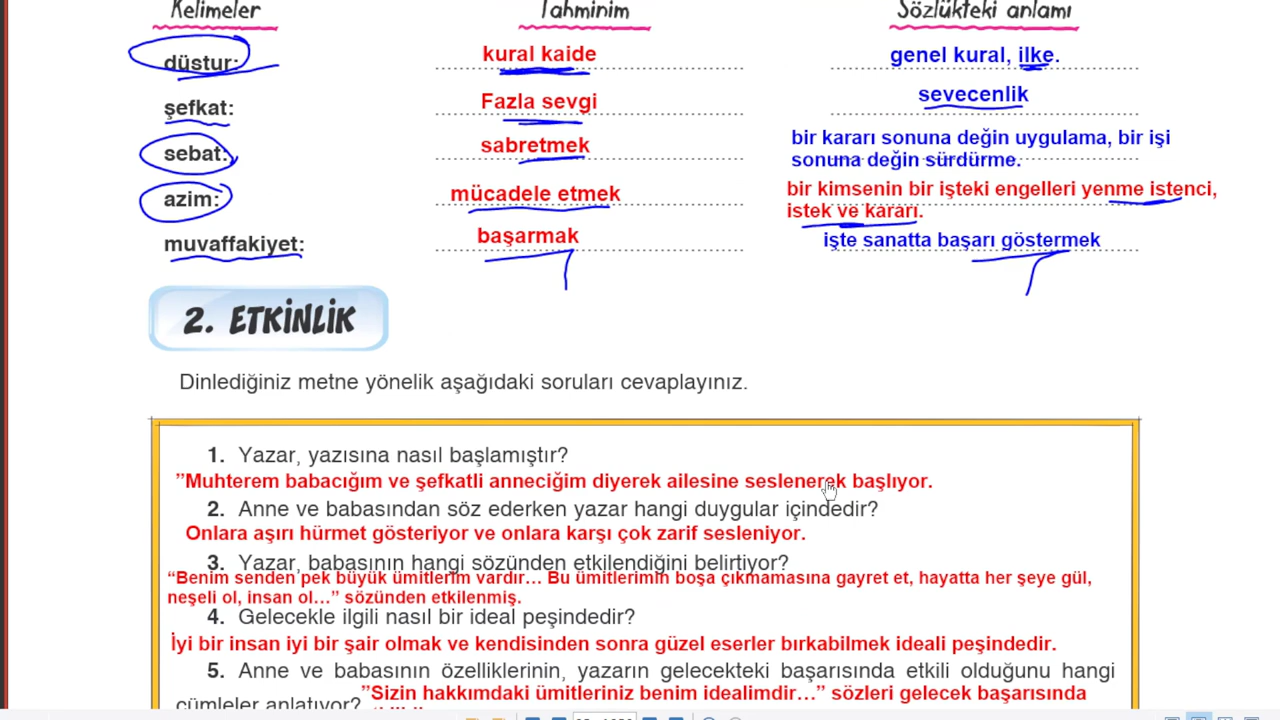 Kelimeler Tahminim Sözlükteki anlamı
düstur: kural kaide genel kural, ilke.
şefkat: Fazla sevgi sevecenlik
sebat: sabretmek bir kararı sonuna değin uygulama, bir işi
sonuna değin sürdürme.
azim: mücadele etmek bir kimsenin bir işteki engelleri yenme istenci,
istek ve kararı.
muvaffakiyet: başarmak işte sanatta başarı göstermek
2. ETKİNLİK
Dinlediğiniz metne yönelik aşağıdaki soruları cevaplayınız.
1. Yazar, yazısına nasıl başlamıştır?
”Muhterem babacığım ve şefkatli anneciğim diyerek ailesine seslenerek başlıyor.
2. Anne ve babasından söz ederken yazar hangi duygular içindedir?
Onlara aşırı hürmet gösteriyor ve onlara karşı çok zarif sesleniyor.
3. Yazar, babasının hangi sözünden etkilendiğini belirtiyor?
“Benim senden pek büyük ümitlerim vardır… Bu ümitlerimin boşa çıkmamasına gayret et, hayatta her şeye gül,
neşeli ol, insan ol…” sözünden etkilenmiş.
4. Gelecekle ilgili nasıl bir ideal peşindedir?
İyi bir insan iyi bir şair olmak ve kendisinden sonra güzel eserler bırkabilmek ideali peşindedir.
5. Anne ve babasının özelliklerinin, yazarın gelecekteki başarısında etkili olduğunu hangi
cümleler anlatıyor? ”Sizin hakkımdaki ümitleriniz benim idealimdir…” sözleri gelecek başarısında